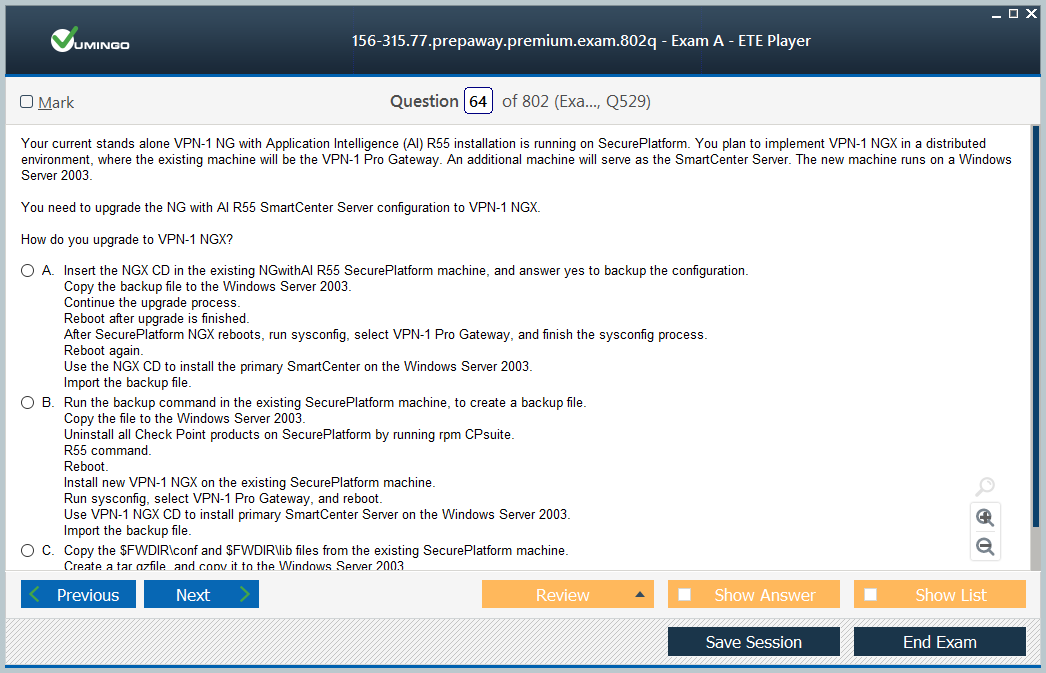 VUMINGO
156-315.77.prepaway.premium.exam.802q - Exam A - ETE Player
Mark
Question 64 of 802 (Exa..., Q529)
Your current stands alone VPN-1 NG with Application Intelligence (AI) R55 installation is running on SecurePlatform. You plan to implement VPN-1 NGX in a distributed
environment, where the existing machine will be the VPN-1 Pro Gateway. An additional machine will serve as the SmartCenter Server. The new machine runs on a Windows
Server 2003.
You need to upgrade the NG with AI R55 SmartCenter Server configuration to VPN-1 NGX.
How do you upgrade to VPN-1 NGX?
A. Insert the NGX CD in the existing NGwithAI R55 SecurePlatform machine, and answer yes to backup the configuration.
Copy the backup file to the Windows Server 2003.
Continue the upgrade process.
Reboot after upgrade is finished.
After SecurePlatform NGX reboots, run sysconfig, select VPN-1 Pro Gateway, and finish the sysconfig process.
Reboot again.
Use the NGX CD to install the primary SmartCenter on the Windows Server 2003.
Import the backup file.
B. Run the backup command in the existing SecurePlatform machine, to create a backup file.
Copy the file to the Windows Server 2003.
Uninstall all Check Point products on SecurePlatform by running rpm CPsuite.
R55 command.
Reboot.
Install new VPN-1 NGX on the existing SecurePlatform machine.
Run sysconfig, select VPN-1 Pro Gateway, and reboot.
Use VPN-1 NGX CD to install primary SmartCenter Server on the Windows Server 2003.
Import the backup file.
C. Copy the $FWDIR\conf and $FWDIR\lib files from the existing SecurePlatform machine.
Create a tar gzfile, and copy it to the Windows Server 2003.
Previous
Next
Review
Show Answer
Show List
Save Session
End Exam